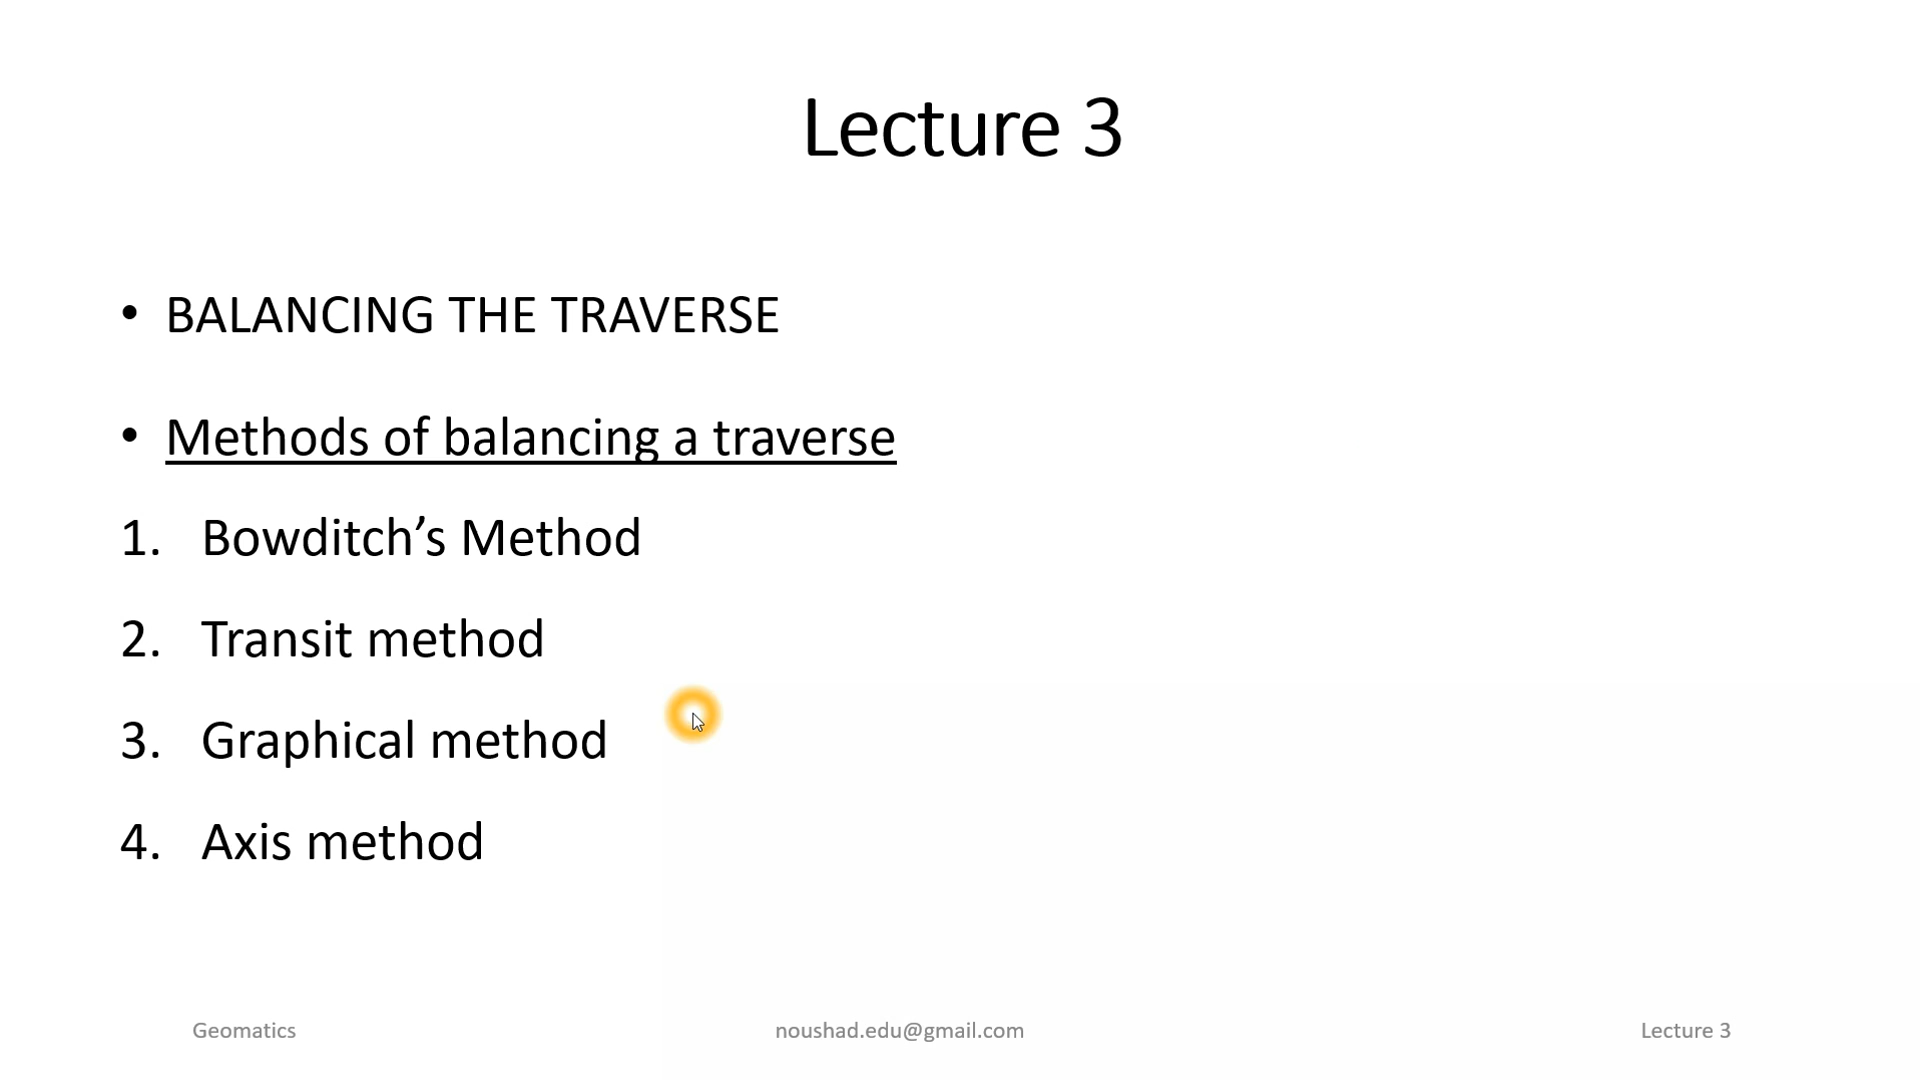 Lecture 3
• BALANCING THE TRAVERSE
• Methods of balancing a traverse
1. Bowditch’s Method
2. Transit method
3. Graphical method
4. Axis method
Geomatics
noushad.edu@gmail.com
Lecture 3